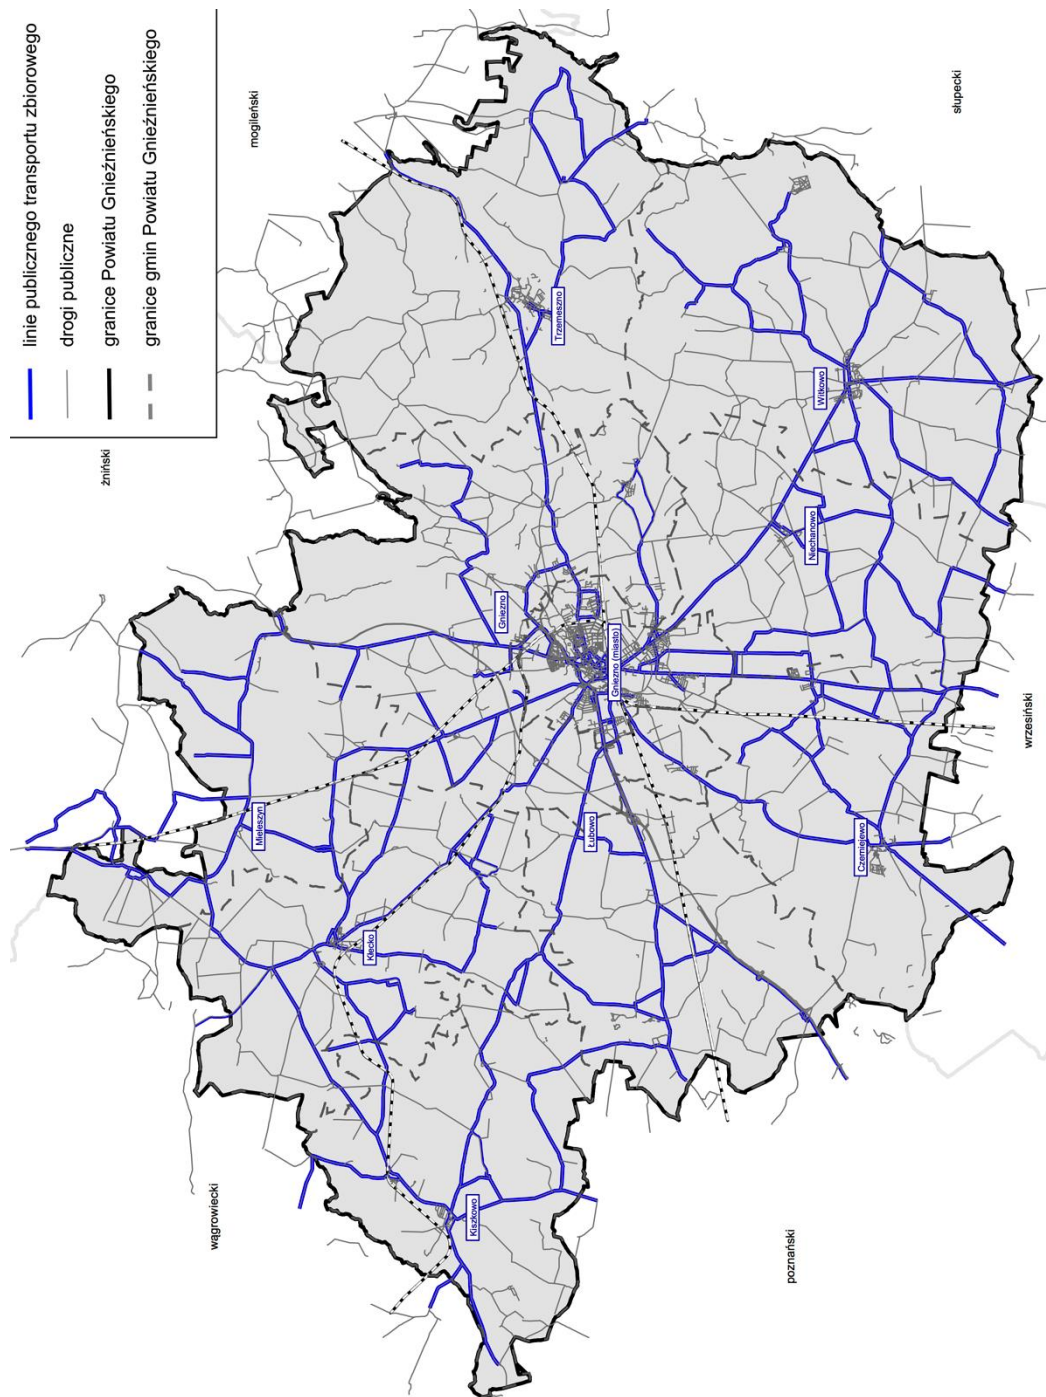 linie publicznego transportu zbiorowego
drogi publiczne
granice Powiatu Gnieźnieńskiego
granice gmin Powiatu Gnieźnieńskiego
żniński
mogileński
słupecki
wągrowiecki
poznański
wrzesiński
Mieleszyn
Kłecko
Kiszkowo
Łubowo
Gniezno
Gniezno (miasto)
Trzemeszno
Witkowo
Niechanowo
Czerniejewo